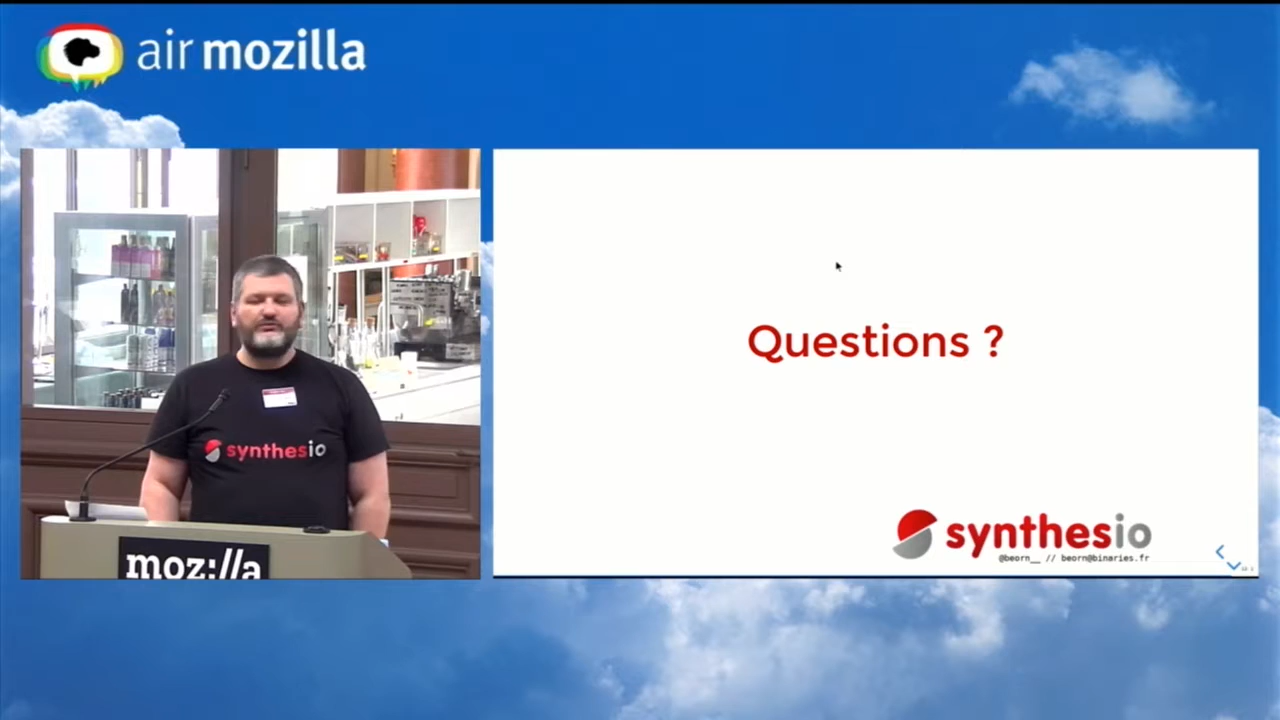 air mozilla
synthesio
moz://a
Questions ?
synthesio
@beorn__ // beorn@binaries.fr